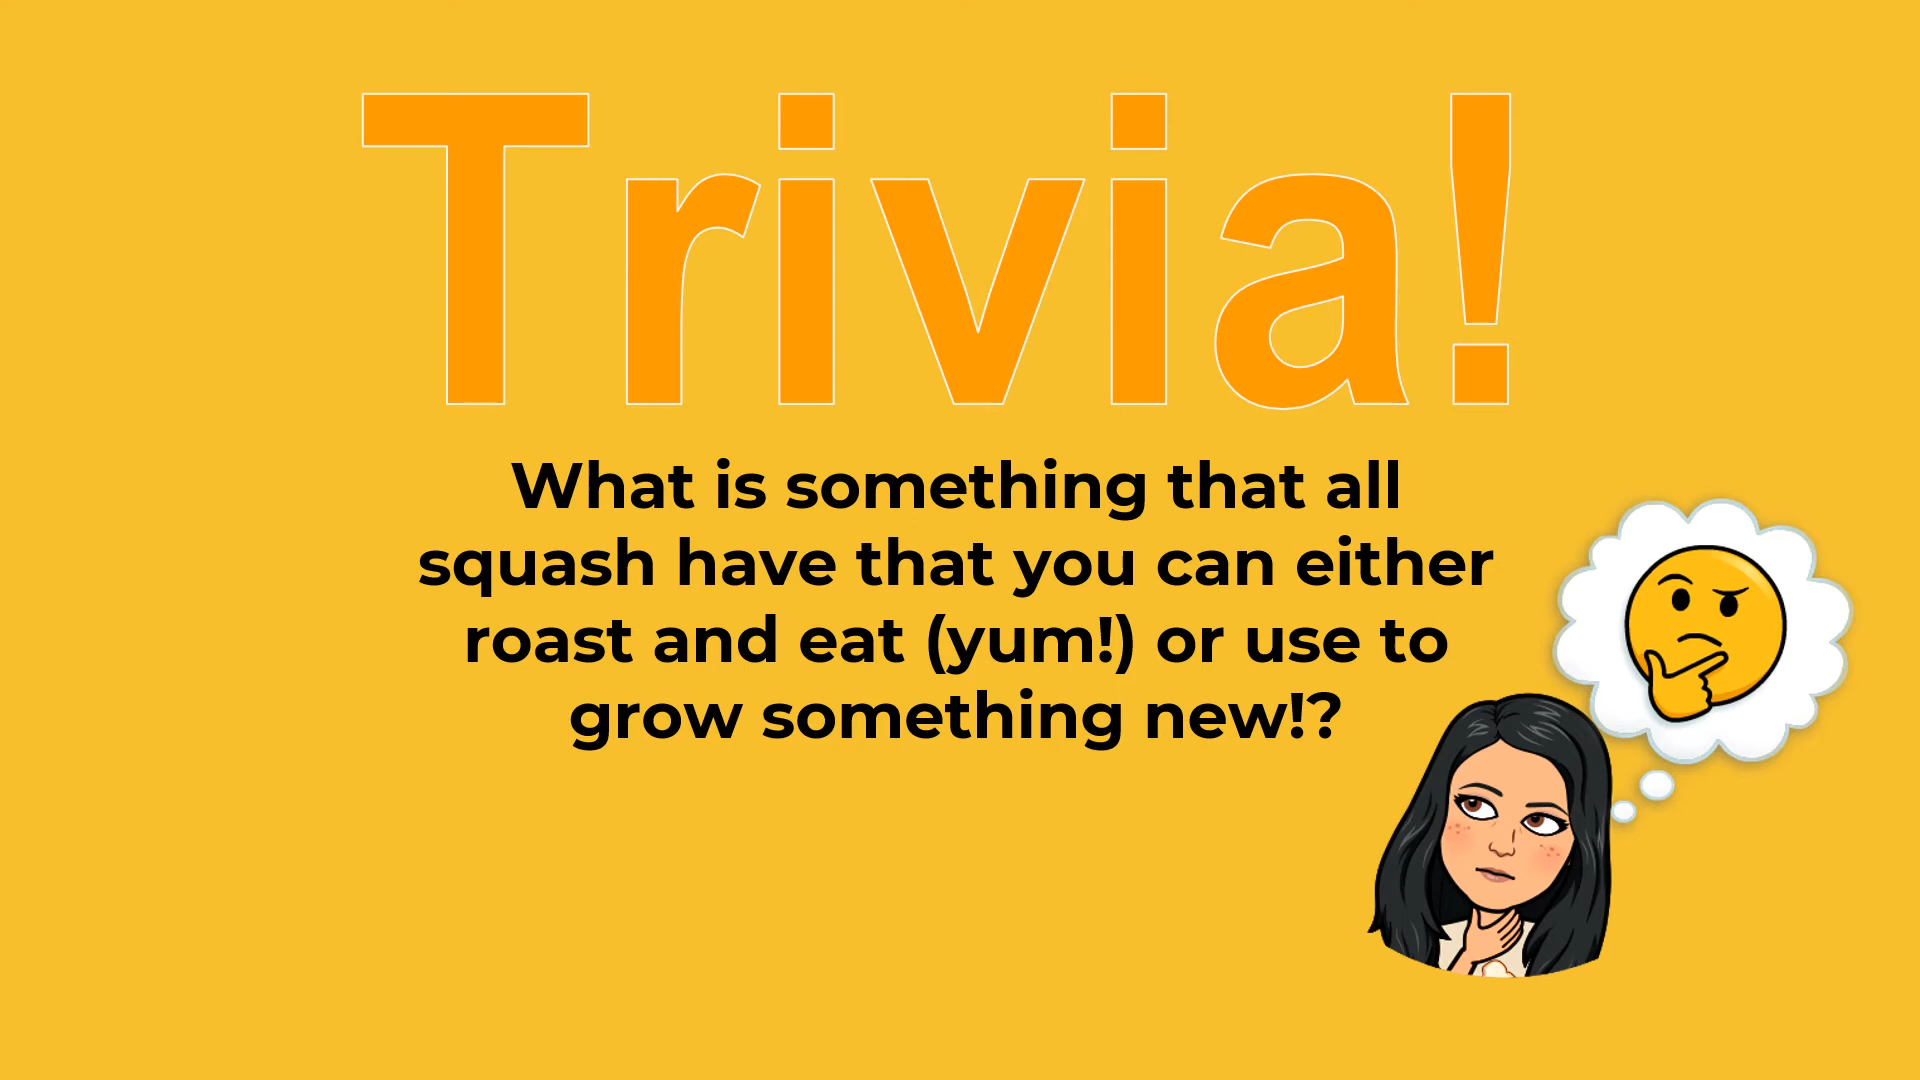 Trivia!
What is something that all
squash have that you can either
roast and eat (yum!) or use to
grow something new!?